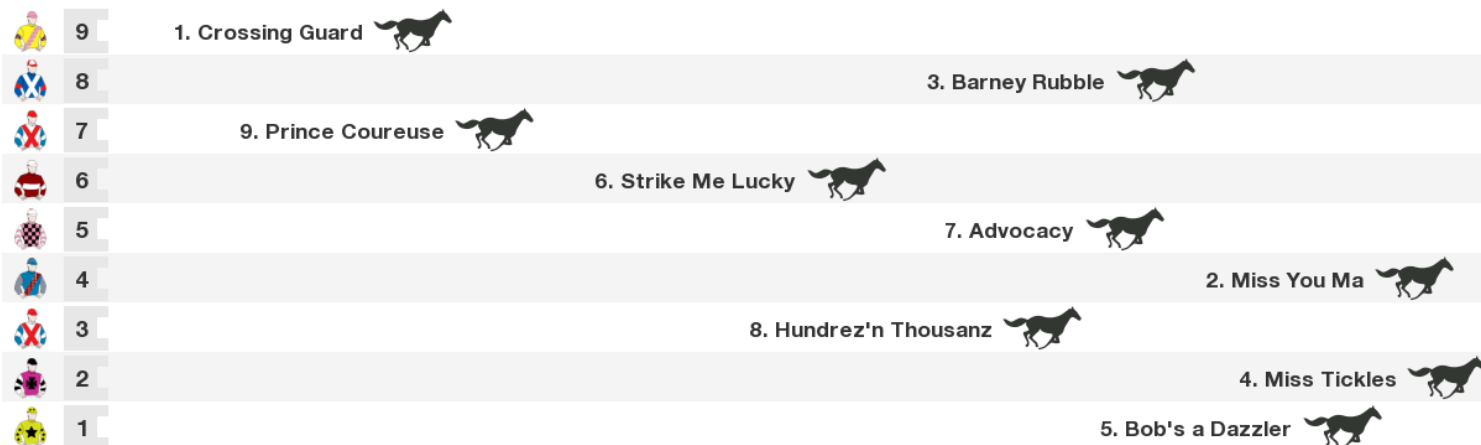 9 1. Crossing Guard
8 3. Barney Rubble
7 9. Prince Coureuse
6 6. Strike Me Lucky
5 7. Advocacy
4 2. Miss You Ma
3 8. Hundrez'n Thousanz
2 4. Miss Tickles
1 5. Bob's a Dazzler